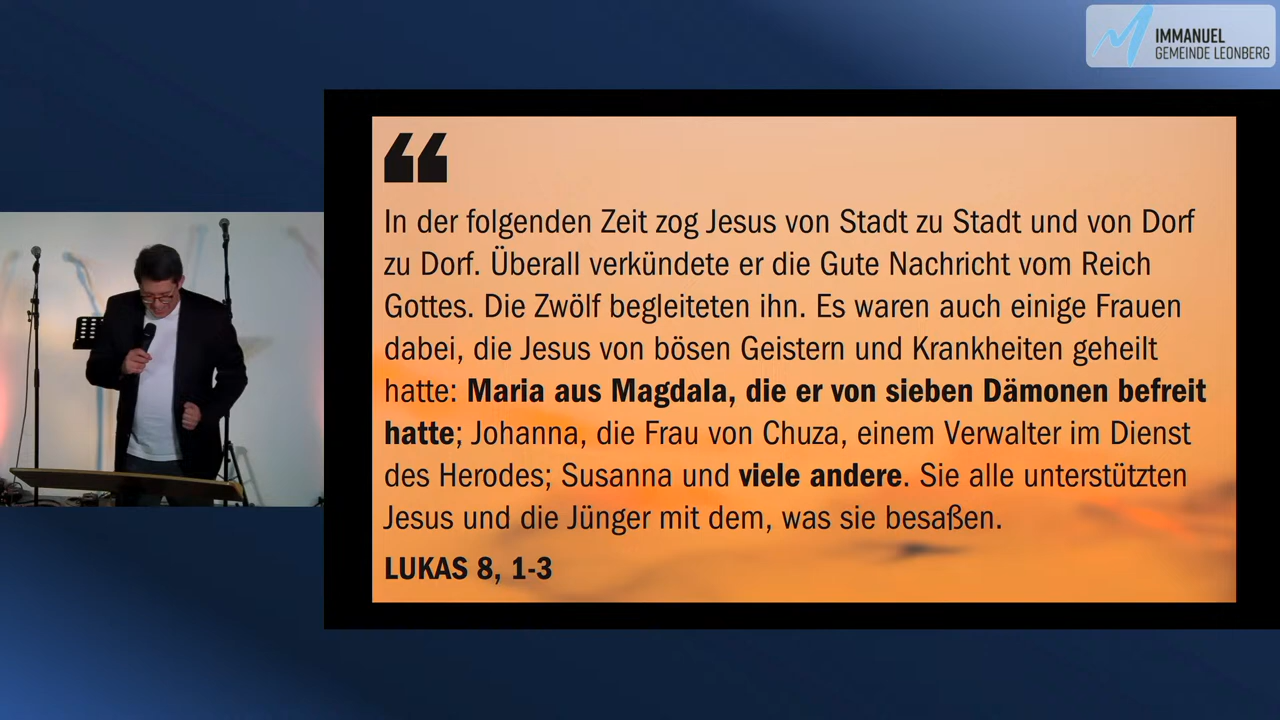 IMMANUEL
GEMEINDE LEONBERG
“
In der folgenden Zeit zog Jesus von Stadt zu Stadt und von Dorf
zu Dorf. Überall verkündete er die Gute Nachricht vom Reich
Gottes. Die Zwölf begleiteten ihn. Es waren auch einige Frauen
dabei, die Jesus von bösen Geistern und Krankheiten geheilt
hatte: Maria aus Magdala, die er von sieben Dämonen befreit
hatte; Johanna, die Frau von Chuza, einem Verwalter im Dienst
des Herodes; Susanna und viele andere. Sie alle unterstützten
Jesus und die Jünger mit dem, was sie besaßen.
LUKAS 8, 1-3